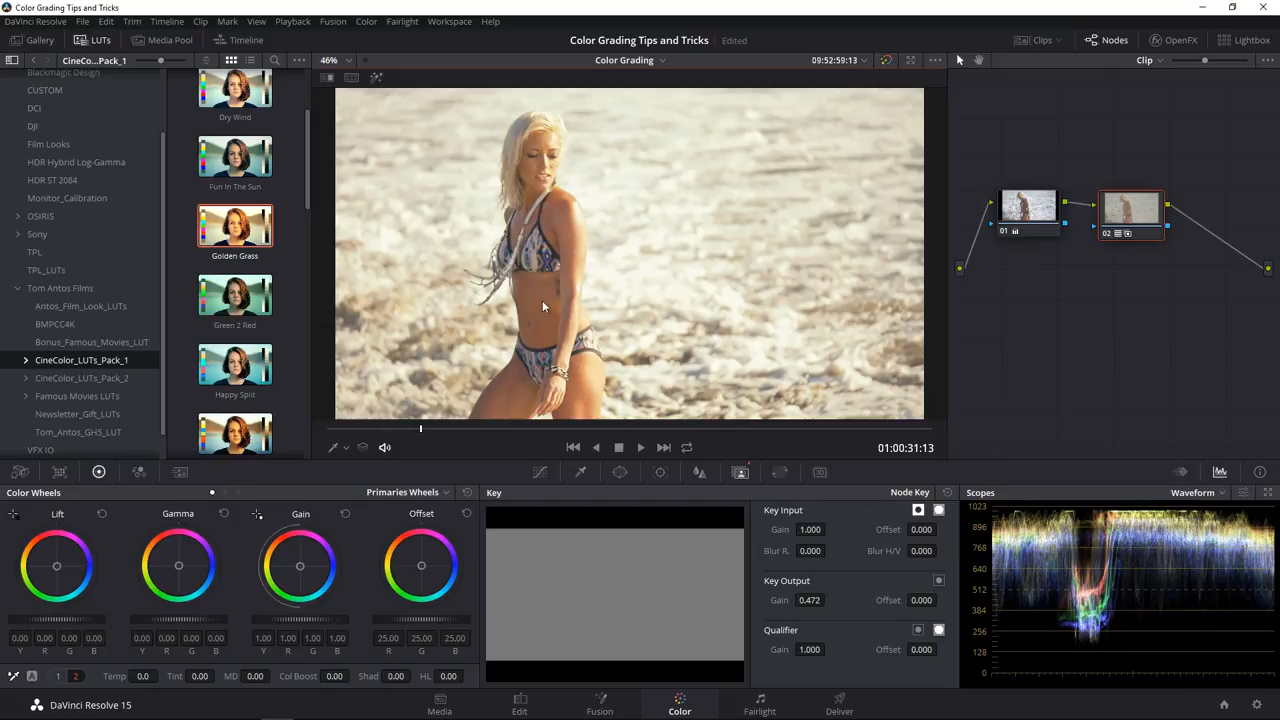 Color Grading Tips and Tricks
DaVinci Resolve File Edit Trim Timeline Clip Mark View Playback Fusion Color Fairlight Workspace Help
Gallery LUTs Media Pool Timeline Color Grading Tips and Tricks Edited Clips Nodes OpenFX Lightbox
CineCo...Pack_1 46% Color Grading 09:52:59:13 Clip
Blackmagic Design
CUSTOM
DCI
DJI
Film Looks
HDR Hybrid Log-Gamma
HDR ST 2084
Monitor_Calibration
OSIRIS
Sony
TPL
TPL_LUTs
Tom Antos Films
Antos_Film_Look_LUTs
BMPCC4K
Bonus_Famous_Movies_LUT
CineColor_LUTs_Pack_1
CineColor_LUTs_Pack_2
Famous Movies LUTs
Newsletter_Gift_LUTs
Tom_Antos_GH5_LUT
VFX IO
Dry Wind
Fun In The Sun
Golden Grass
Green 2 Red
Happy Split
01
02
01:00:31:13
Color Wheels Primaries Wheels
Lift Gamma Gain Offset
0.00 0.00 0.00 0.00 0.00 0.00 0.00 0.00 1.00 1.00 1.00 1.00 25.00 25.00 25.00
Y R G B Y R G B Y R G B R G B
A 1 2 Temp 0.0 Tint 0.00 MD 0.00 Col Boost 0.00 Shad 0.00 HL 0.00
Key Node Key
Key Input
Gain 1.000 Offset 0.000
Blur R. 0.000 Blur H/V 0.000
Key Output
Gain 0.472 Offset 0.000
Qualifier
Gain 1.000 Offset 0.000
Scopes Waveform
1023
896
768
640
512
384
256
128
0
DaVinci Resolve 15 Media Edit Fusion Color Fairlight Deliver